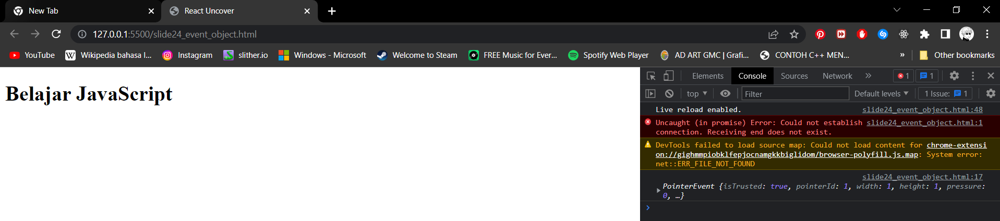 New Tab
React Uncover
127.0.0.1:5500/slide24_event_object.html
YouTube
Wikipedia bahasa I...
Instagram
slither.io
Windows - Microsoft
Welcome to Steam
FREE Music for Ever...
Spotify Web Player
AD ART GMC | Grafi...
CONTOH C++ MEN...
»
Other bookmarks
Belajar JavaScript
Elements
Console
Sources
Network
»
1
1
top
Filter
Default levels
1 Issue: 1
Live reload enabled. slide24_event_object.html:48
Uncaught (in promise) Error: Could not establish slide24_event_object.html:1
connection. Receiving end does not exist.
DevTools failed to load source map: Could not load content for chrome-extensi
on://gighmmpiobklfepjocnamgkkbiglidom/browser-polyfill.js.map: System error:
net::ERR_FILE_NOT_FOUND
slide24_event_object.html:17
PointerEvent {isTrusted: true, pointerId: 1, width: 1, height: 1, pressure:
0, …}